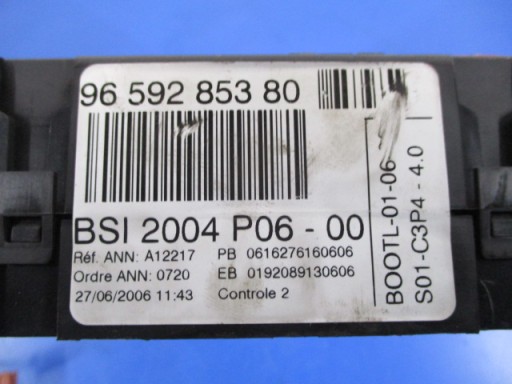 96 592 853 80
BSI 2004 P06 - 00
Réf. ANN: A12217 PB 0616276160606
Ordre ANN: 0720 EB 0192089130606
27/06/2006 11:43 Controle 2
BOOTL-01-06
S01-C3P4 - 4.0